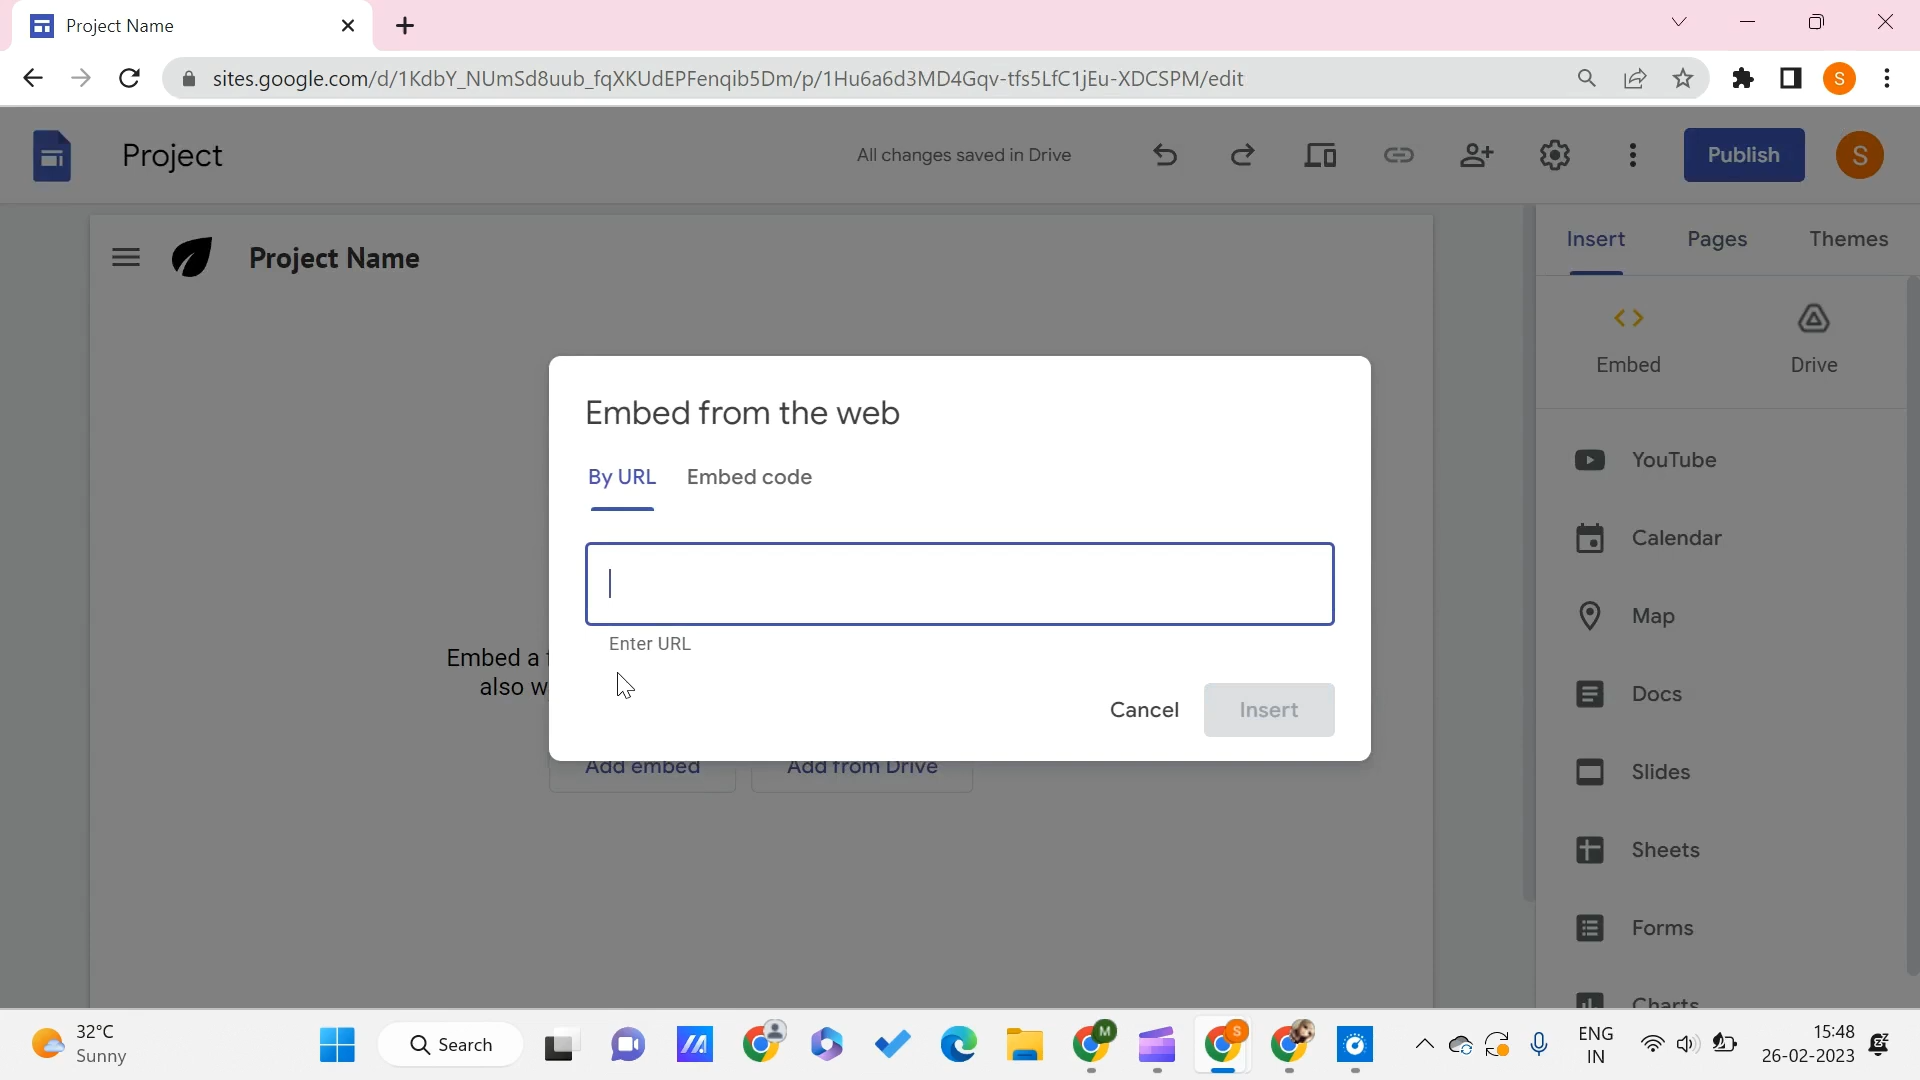 Project Name
sites.google.com/d/1KdbY_NUmSd8uub_fqXKUdEPFenqib5Dm/p/1Hu6a6d3MD4Gqv-tfs5LfC1jEu-XDCSPM/edit
S
Project
All changes saved in Drive
Publish
S
Project Name
Insert
Pages
Themes
Embed
Drive
Embed from the web
By URL
Embed code
Enter URL
Cancel
Insert
Embed a
also w
Add embed
Add from Drive
YouTube
Calendar
Map
Docs
Slides
Sheets
Forms
Charts
32°C
Sunny
Search
M
S
ENG
IN
15:48
26-02-2023